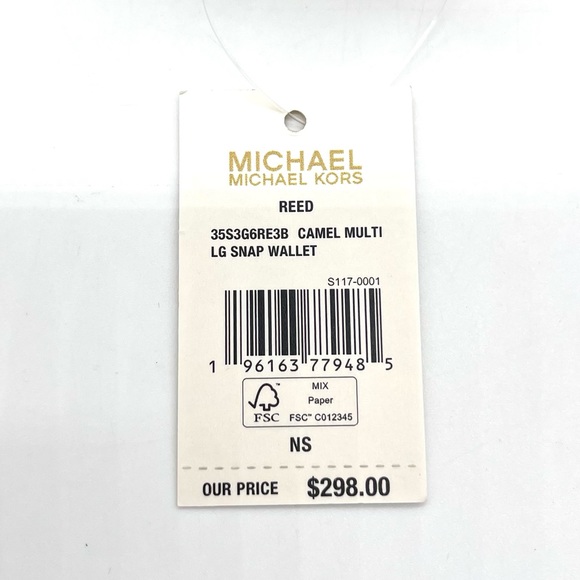 MICHAEL
MICHAEL KORS
REED
35S3G6RE3B CAMEL MULTI
LG SNAP WALLET
S117-0001
1 96163 77948 5
FSC™
MIX
Paper
FSC™ C012345
NS
OUR PRICE $298.00